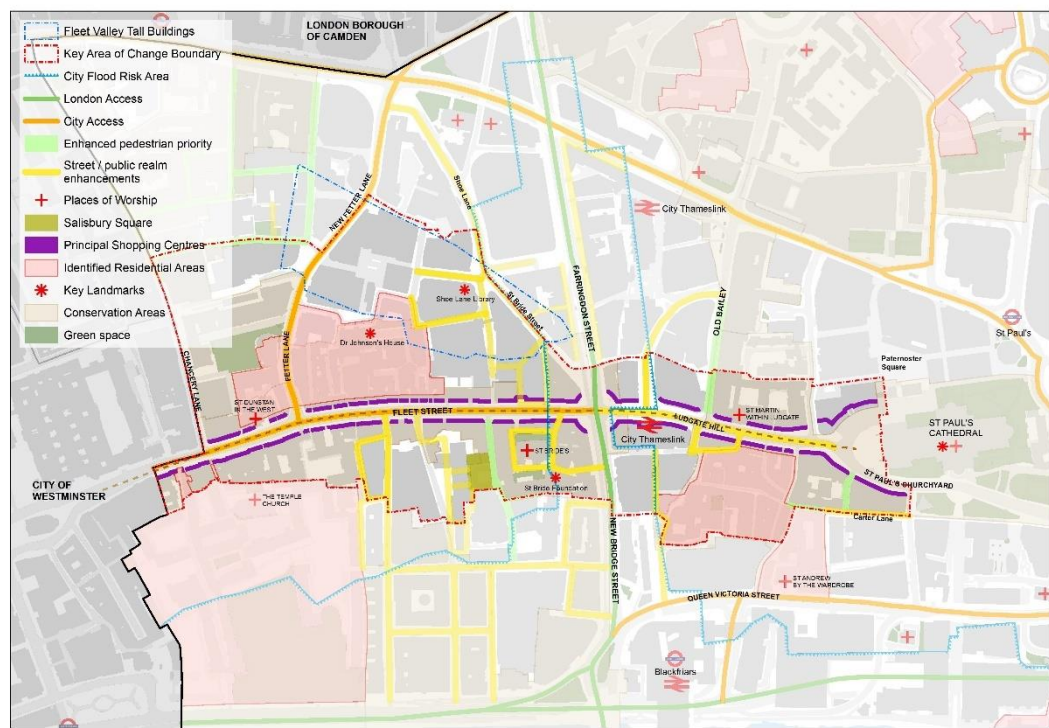 Fleet Valley Tall Buildings
Key Area of Change Boundary
City Flood Risk Area
London Access
City Access
Enhanced pedestrian priority
Street / public realm
enhancements
Places of Worship
Salisbury Square
Principal Shopping Centres
Identified Residential Areas
Key Landmarks
Conservation Areas
Green space
LONDON BOROUGH
OF CAMDEN
NEW FETTER LANE
Shoe Lane
City Thameslink
FARRINGDON STREET
Shoe Lane Library
St Bride Street
OLD BAILEY
St Paul's
Dr Johnson's House
FETTER LANE
CHANCERY LANE
Paternoster
Square
ST DUNSTAN
IN THE WEST
FLEET STREET
ST MARTIN
WITHIN LUDGATE
LUDGATE HILL
City Thameslink
ST PAUL'S
CATHEDRAL
ST BRIDES
St Bride Foundation
CITY OF
WESTMINSTER
THE TEMPLE
CHURCH
ST PAUL'S CHURCHYARD
Carter Lane
NEW BRIDGE STREET
ST ANDREW
BY THE WARDROBE
QUEEN VICTORIA STREET
Blackfriars